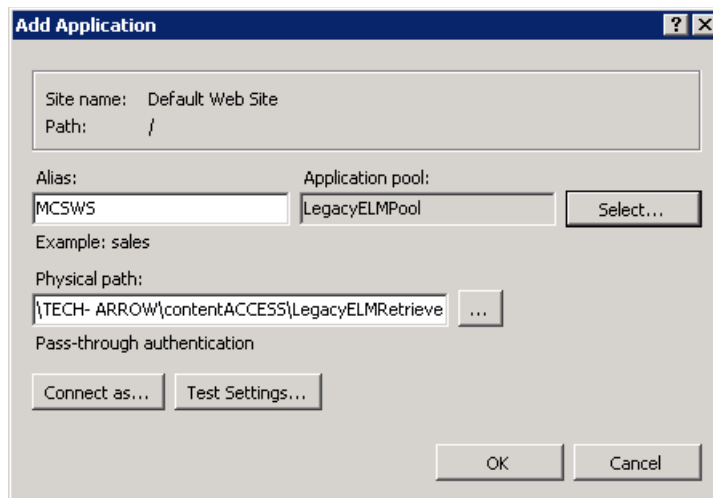 Add Application
Site name: Default Web Site
Path: /
Alias: Application pool:
MCSWS LegacyELMPool Select...
Example: sales
Physical path:
\TECH- ARROW\contentACCESS\LegacyELMRetrieve ...
Pass-through authentication
Connect as... Test Settings...
OK Cancel